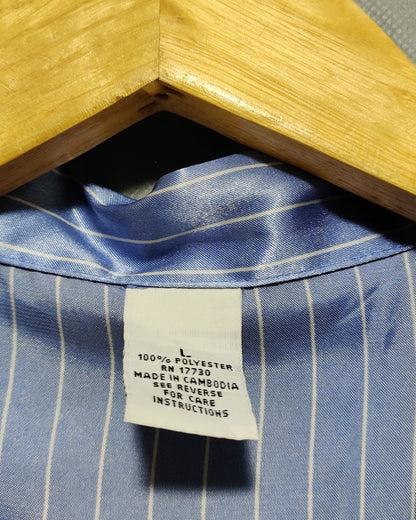 L
100% POLYESTER
RN 17730
MADE IN CAMBODIA
SEE REVERSE
FOR CARE
INSTRUCTIONS